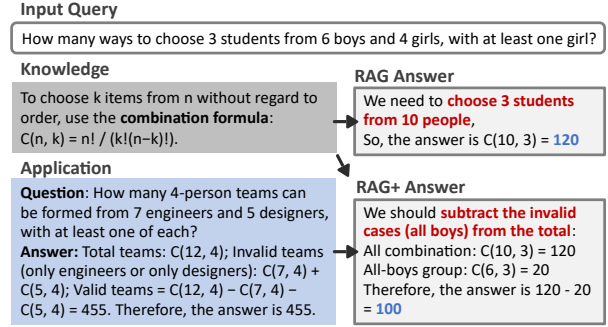 Input Query
How many ways to choose 3 students from 6 boys and 4 girls, with at least one girl?
Knowledge
To choose k items from n without regard to
order, use the combination formula:
C(n, k) = n! / (k!(n−k)!).
RAG Answer
We need to choose 3 students
from 10 people,
So, the answer is C(10, 3) = 120
Application
Question: How many 4-person teams can
be formed from 7 engineers and 5 designers,
with at least one of each?
Answer: Total teams: C(12, 4); Invalid teams
(only engineers or only designers): C(7, 4) +
C(5, 4); Valid teams = C(12, 4) − C(7, 4) −
C(5, 4) = 455. Therefore, the answer is 455.
RAG+ Answer
We should subtract the invalid
cases (all boys) from the total:
All combination: C(10, 3) = 120
All-boys group: C(6, 3) = 20
Therefore, the answer is 120 - 20
= 100